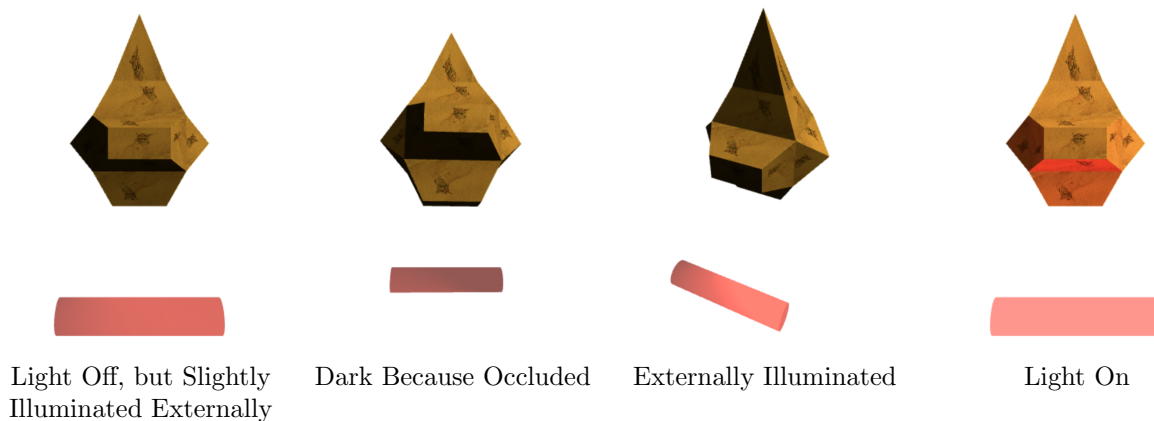 Light Off, but Slightly
Illuminated Externally
Dark Because Occluded
Externally Illuminated
Light On